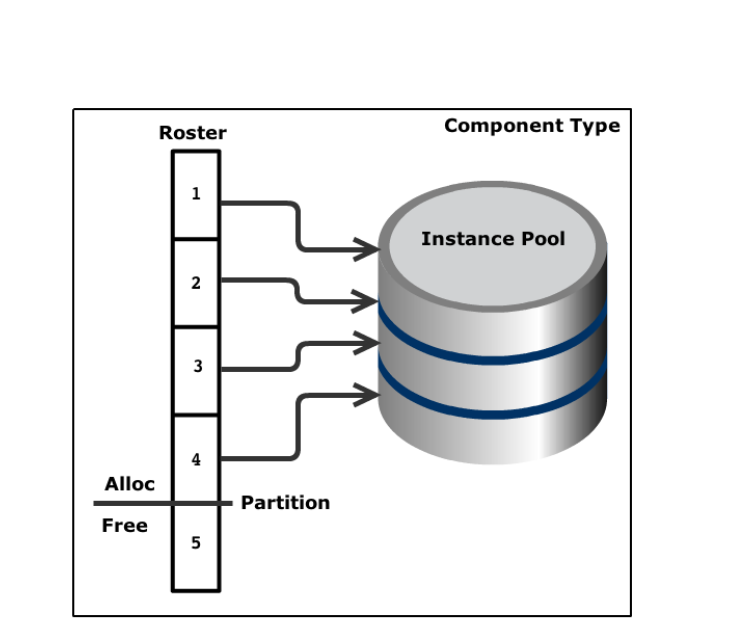 Component Type
Roster
1
Instance Pool
2
3
4
Alloc
Partition
Free
5